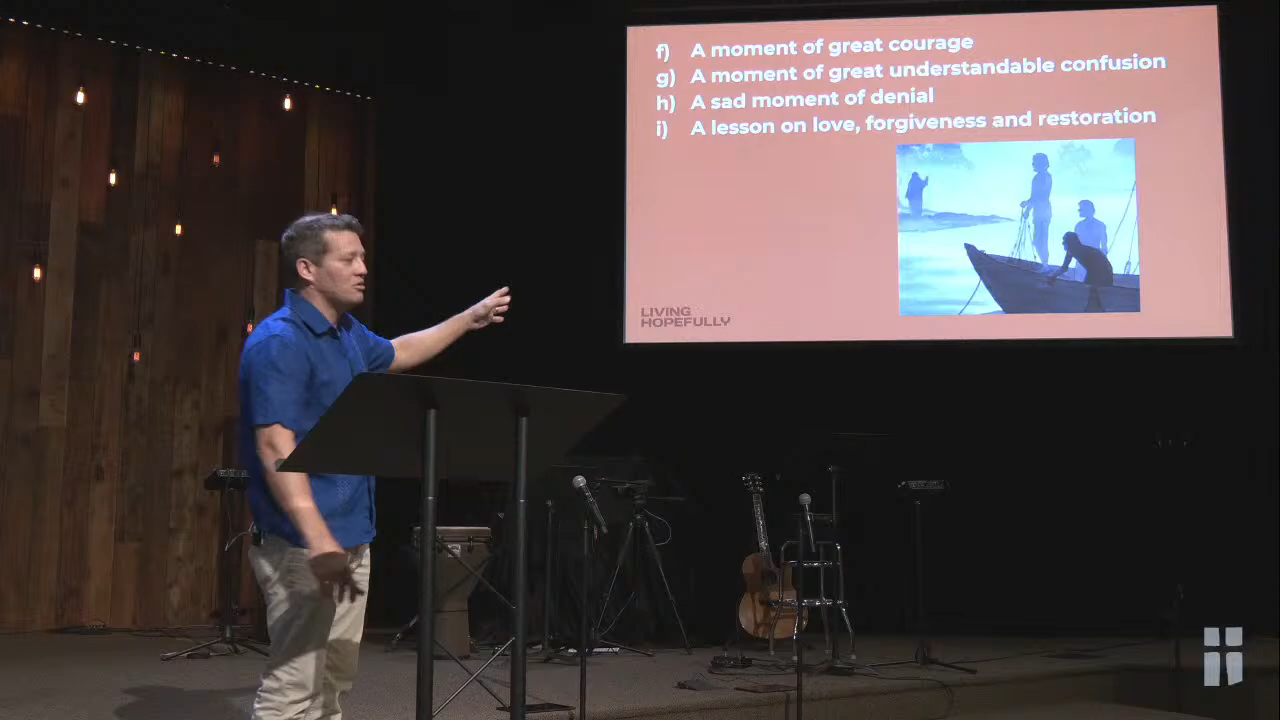 f) A moment of great courage
g) A moment of great understandable confusion
h) A sad moment of denial
i) A lesson on love, forgiveness and restoration
LIVING
HOPEFULLY